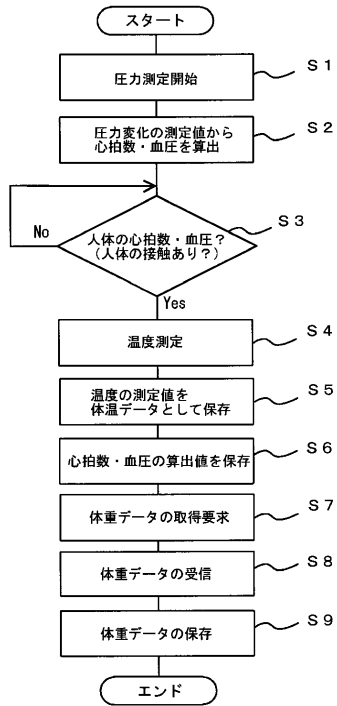 スタート
圧力測定開始
S1
圧力変化の測定値から
心拍数・血圧を算出
S2
人体の心拍数・血圧?
(人体の接触あり?)
S3
No
Yes
温度測定
S4
温度の測定値を
体温データとして保存
S5
心拍数・血圧の算出値を保存
S6
体重データの取得要求
S7
体重データの受信
S8
体重データの保存
S9
エンド